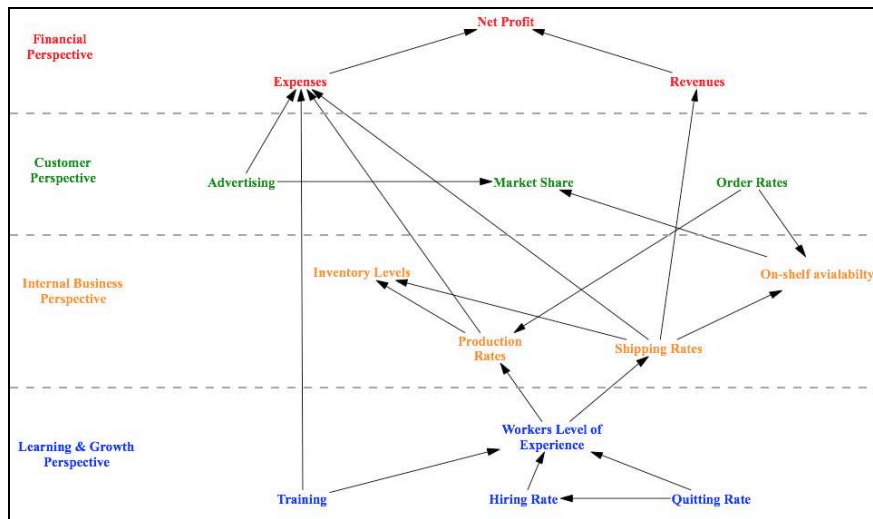 Net Profit
Financial
Perspective
Expenses
Revenues
Customer
Perspective
Advertising
Market Share
Order Rates
Internal Business
Perspective
Inventory Levels
On-shelf avialabilty
Production
Rates
Shipping Rates
Learning & Growth
Perspective
Workers Level of
Experience
Training
Hiring Rate
Quitting Rate